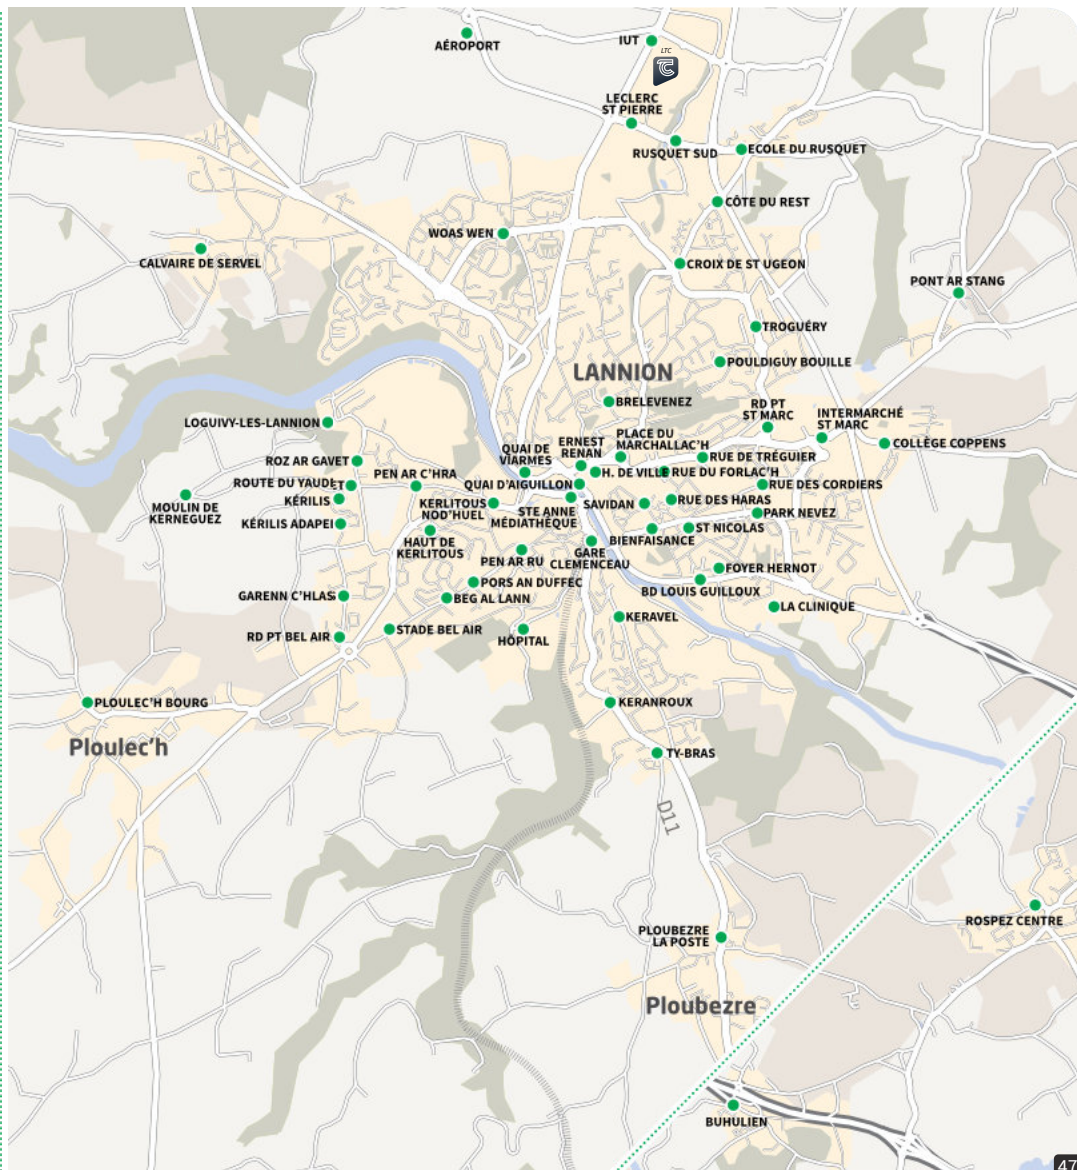 AÉROPORT
IUT
LTC
LECLERC
ST PIERRE
RUSQUET SUD
ECOLE DU RUSQUET
CÔTE DU REST
WOAS WEN
CALVAIRE DE SERVEL
CROIX DE ST UGEON
PONT AR STANG
TROGUÉRY
POULDIGUY BOUILLE
LANNION
BRELEVENEZ
RD PT
ST MARC
INTERMARCHÉ
ST MARC
LOGUIVY-LES-LANNION
COLLÈGE COPPENS
PLACE DU
MARCHALLAC'H
ERNEST
RENAN
QUAI DE
VIARMES
RUE DE TRÉGUIER
ROZ AR GAVET
PEN AR C'HRA
H. DE VILLE
RUE DU FORLAC'H
ROUTE DU YAUDET
QUAI D'AIGUILLON
RUE DES CORDIERS
KÉRILIS
MOULIN DE
KERNEGUEZ
KERLITOUS
NOD'HUEL
STE ANNE
MÉDIATHÈQUE
SAVIDAN
RUE DES HARAS
PARK NEVEZ
KÉRILIS ADAPEI
HAUT DE
KERLITOUS
BIENFAISANCE
ST NICOLAS
PEN AR RU
GARE
CLEMENCEAU
FOYER HERNOT
PORS AN DUFFEC
BD LOUIS GUILLOUX
GARENN C'HLAS
BEG AL LANN
LA CLINIQUE
KERAVEL
RD PT BEL AIR
STADE BEL AIR
HÔPITAL
PLOULEC'H BOURG
KERANROUX
Ploulec'h
TY-BRAS
D11
ROSPEZ CENTRE
PLOUBEZRE
LA POSTE
Ploubezre
BUHULIEN
47